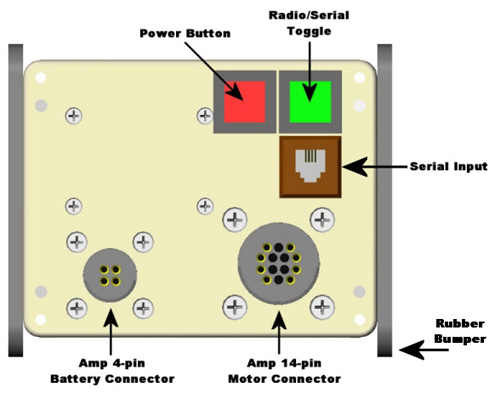 Radio/Serial
Toggle
Power Button
Serial Input
Rubber
Bumper
Amp 4-pin
Battery Connector
Amp 14-pin
Motor Connector